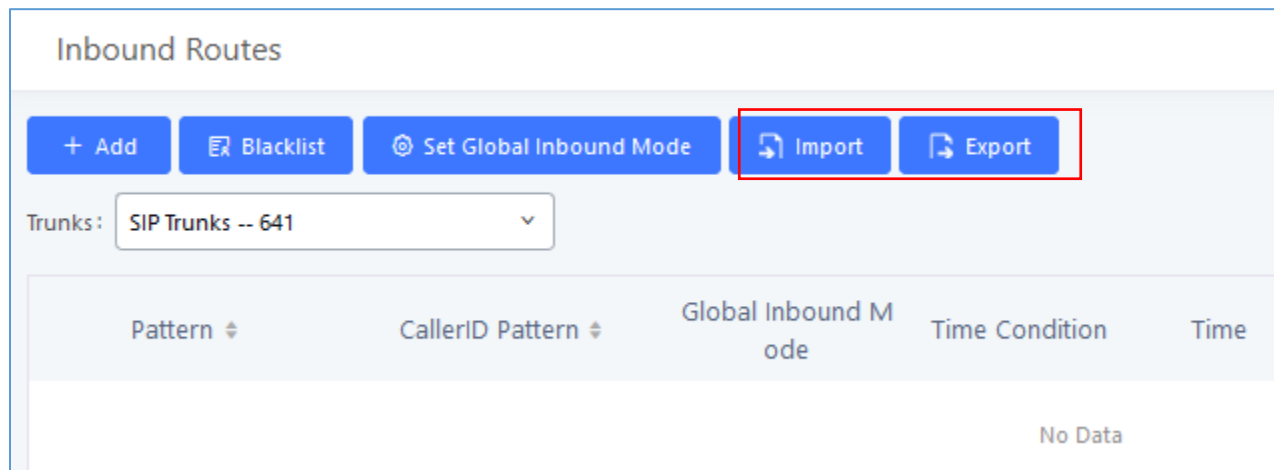 Inbound Routes
+ Add Blacklist Set Global Inbound Mode Import Export
Trunks: SIP Trunks -- 641
Pattern CallerID Pattern Global Inbound M Time Condition Time
ode
No Data